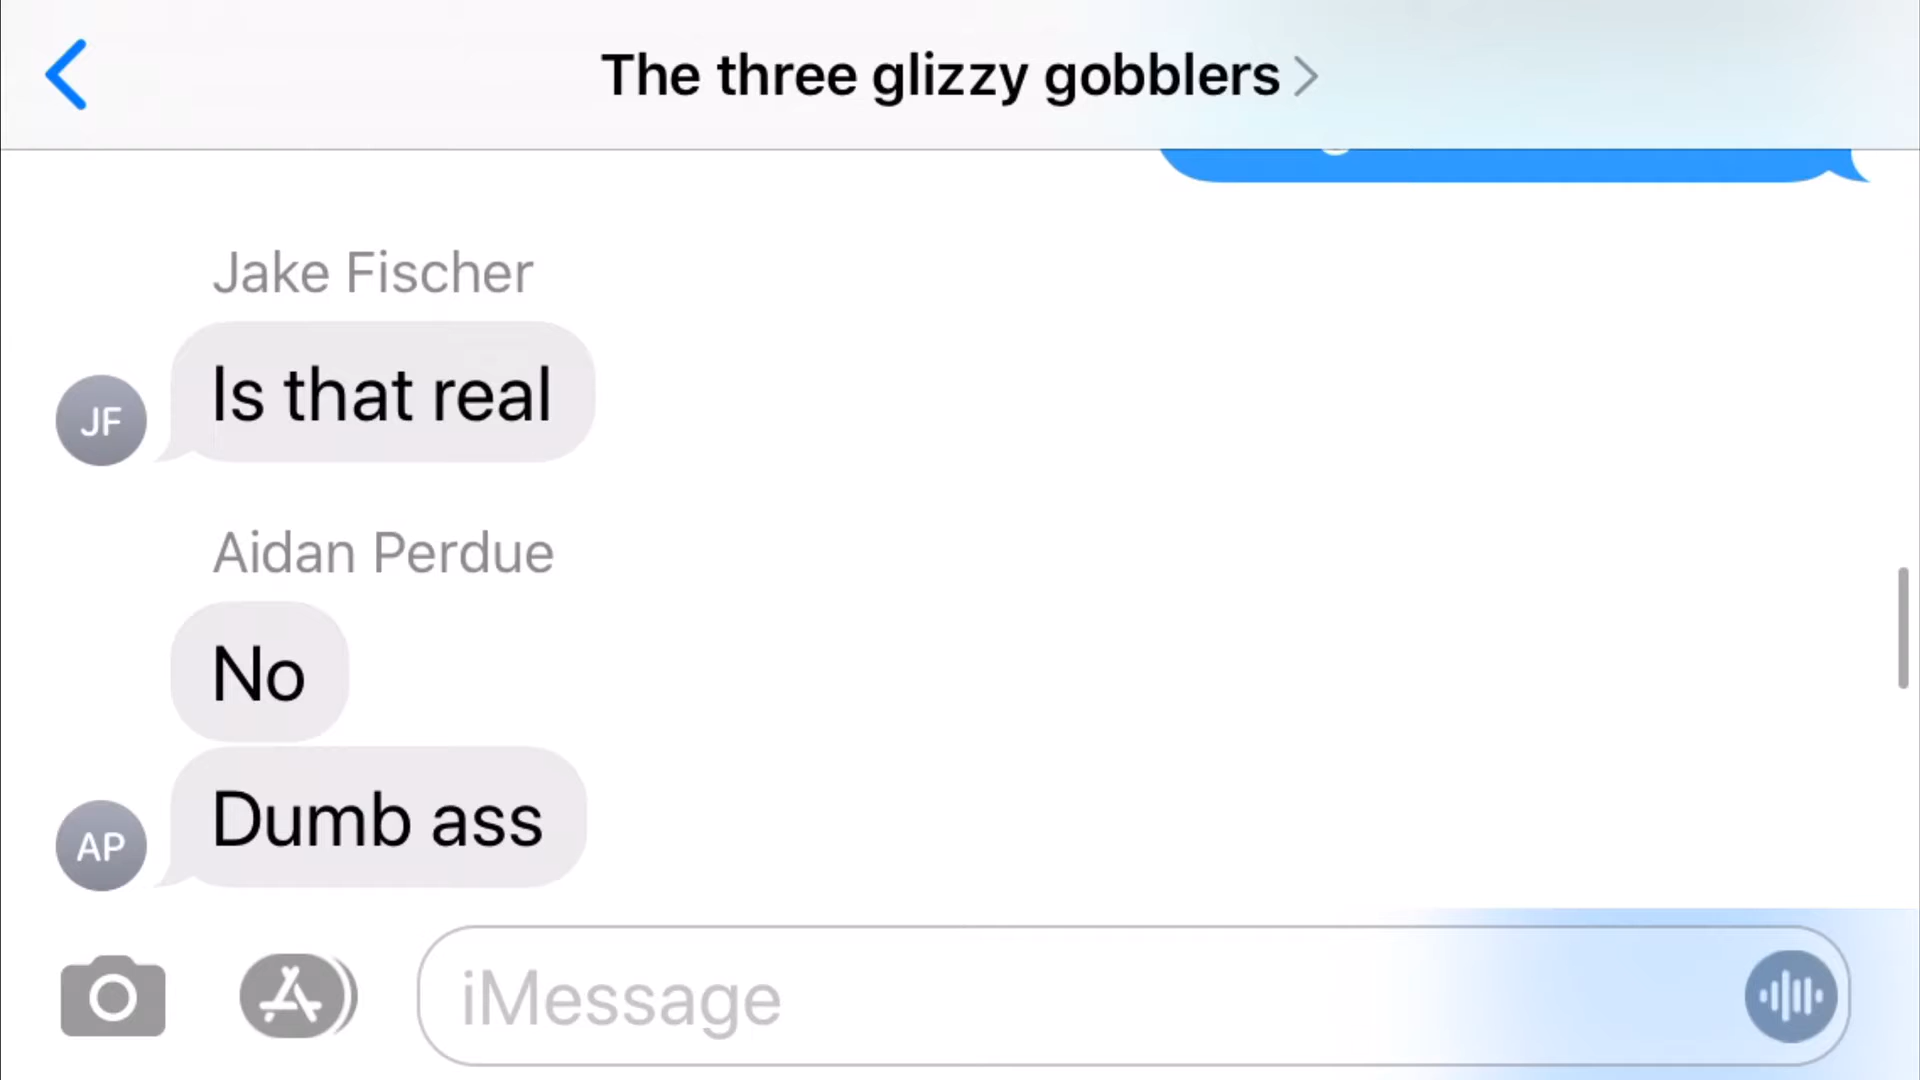 The three glizzy gobblers
Jake Fischer
Is that real
JF
Aidan Perdue
No
Dumb ass
AP
iMessage